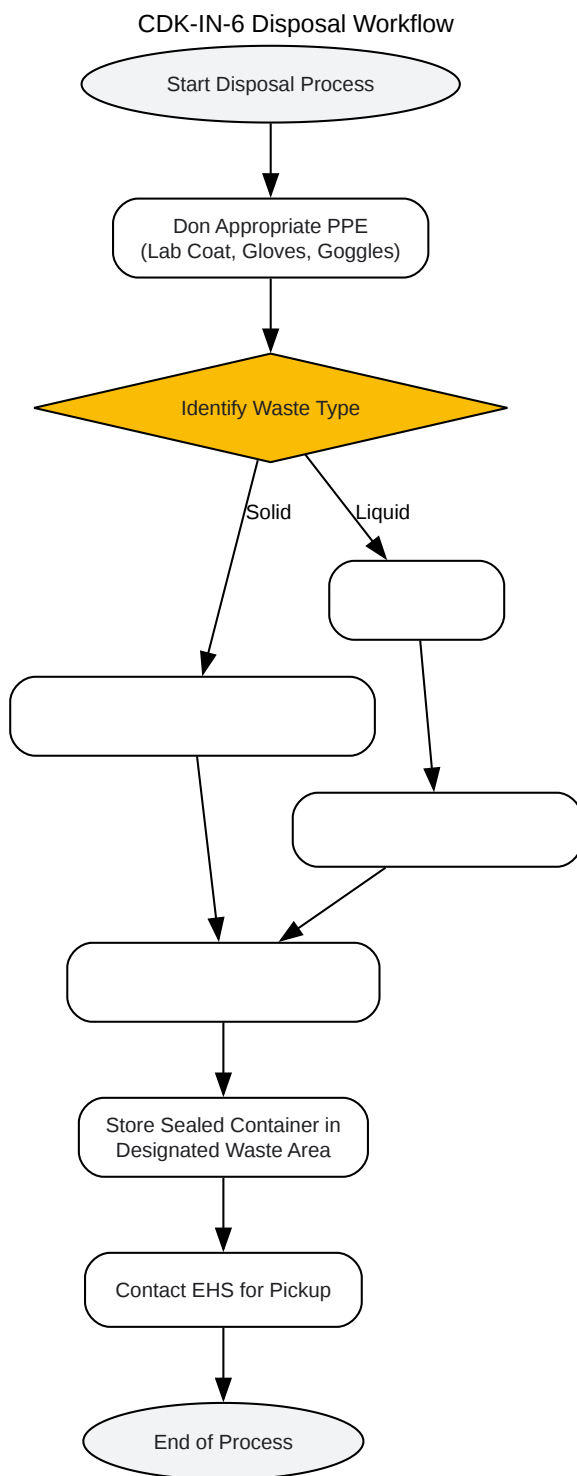 CDK-IN-6 Disposal Workflow
Start Disposal Process
Don Appropriate PPE
(Lab Coat, Gloves, Goggles)
Identify Waste Type
Solid
Liquid
Store Sealed Container in
Designated Waste Area
Contact EHS for Pickup
End of Process